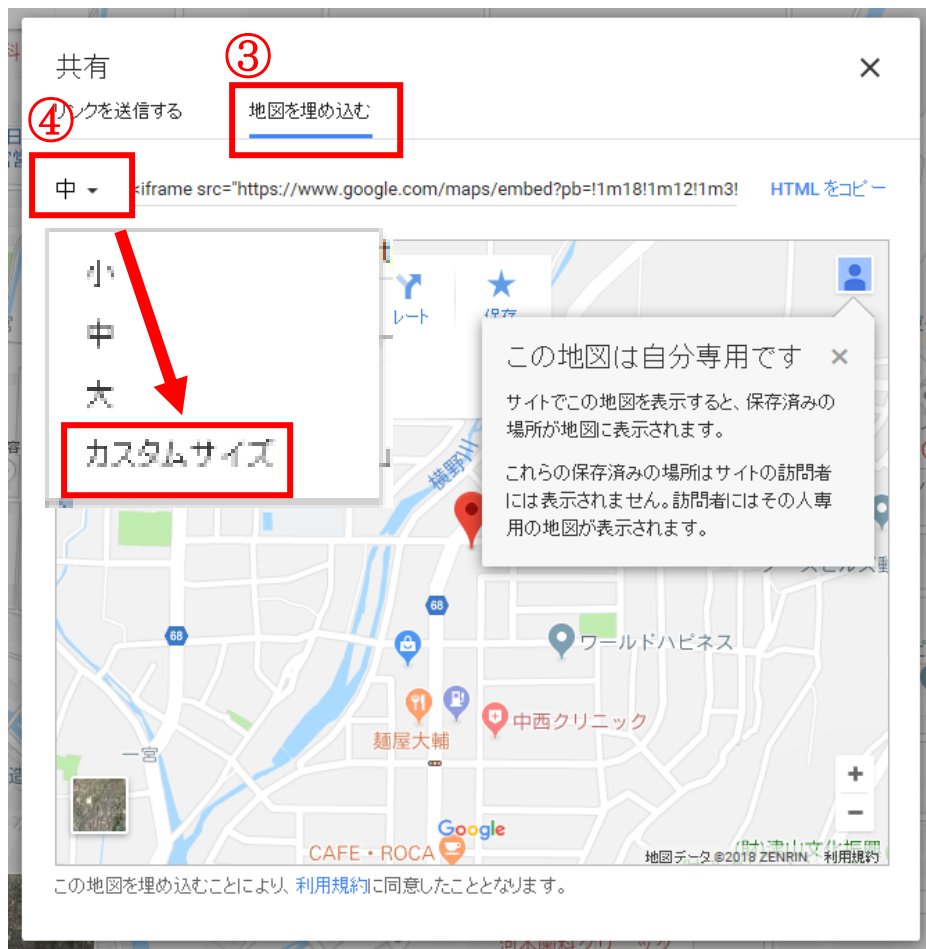 共有
③
リンクを送信する
地図を埋め込む
④
中
<iframe src="https://www.google.com/maps/embed?pb=!1m18!1m12!1m3!
HTML をコピー
小
中
大
カスタムサイズ
ルート
保存
この地図は自分専用です
サイトでこの地図を表示すると、保存済みの
場所が地図に表示されます。
これらの保存済みの場所はサイトの訪問者
には表示されません。訪問者にはその人専
用の地図が表示されます。
横野川
68
68
ワールドハピネス
中西クリニック
麺屋大輔
一宮
Google
CAFE・ROCA
地図データ ©2018 ZENRIN
利用規約
この地図を埋め込むことにより、利用規約に同意したこととなります。